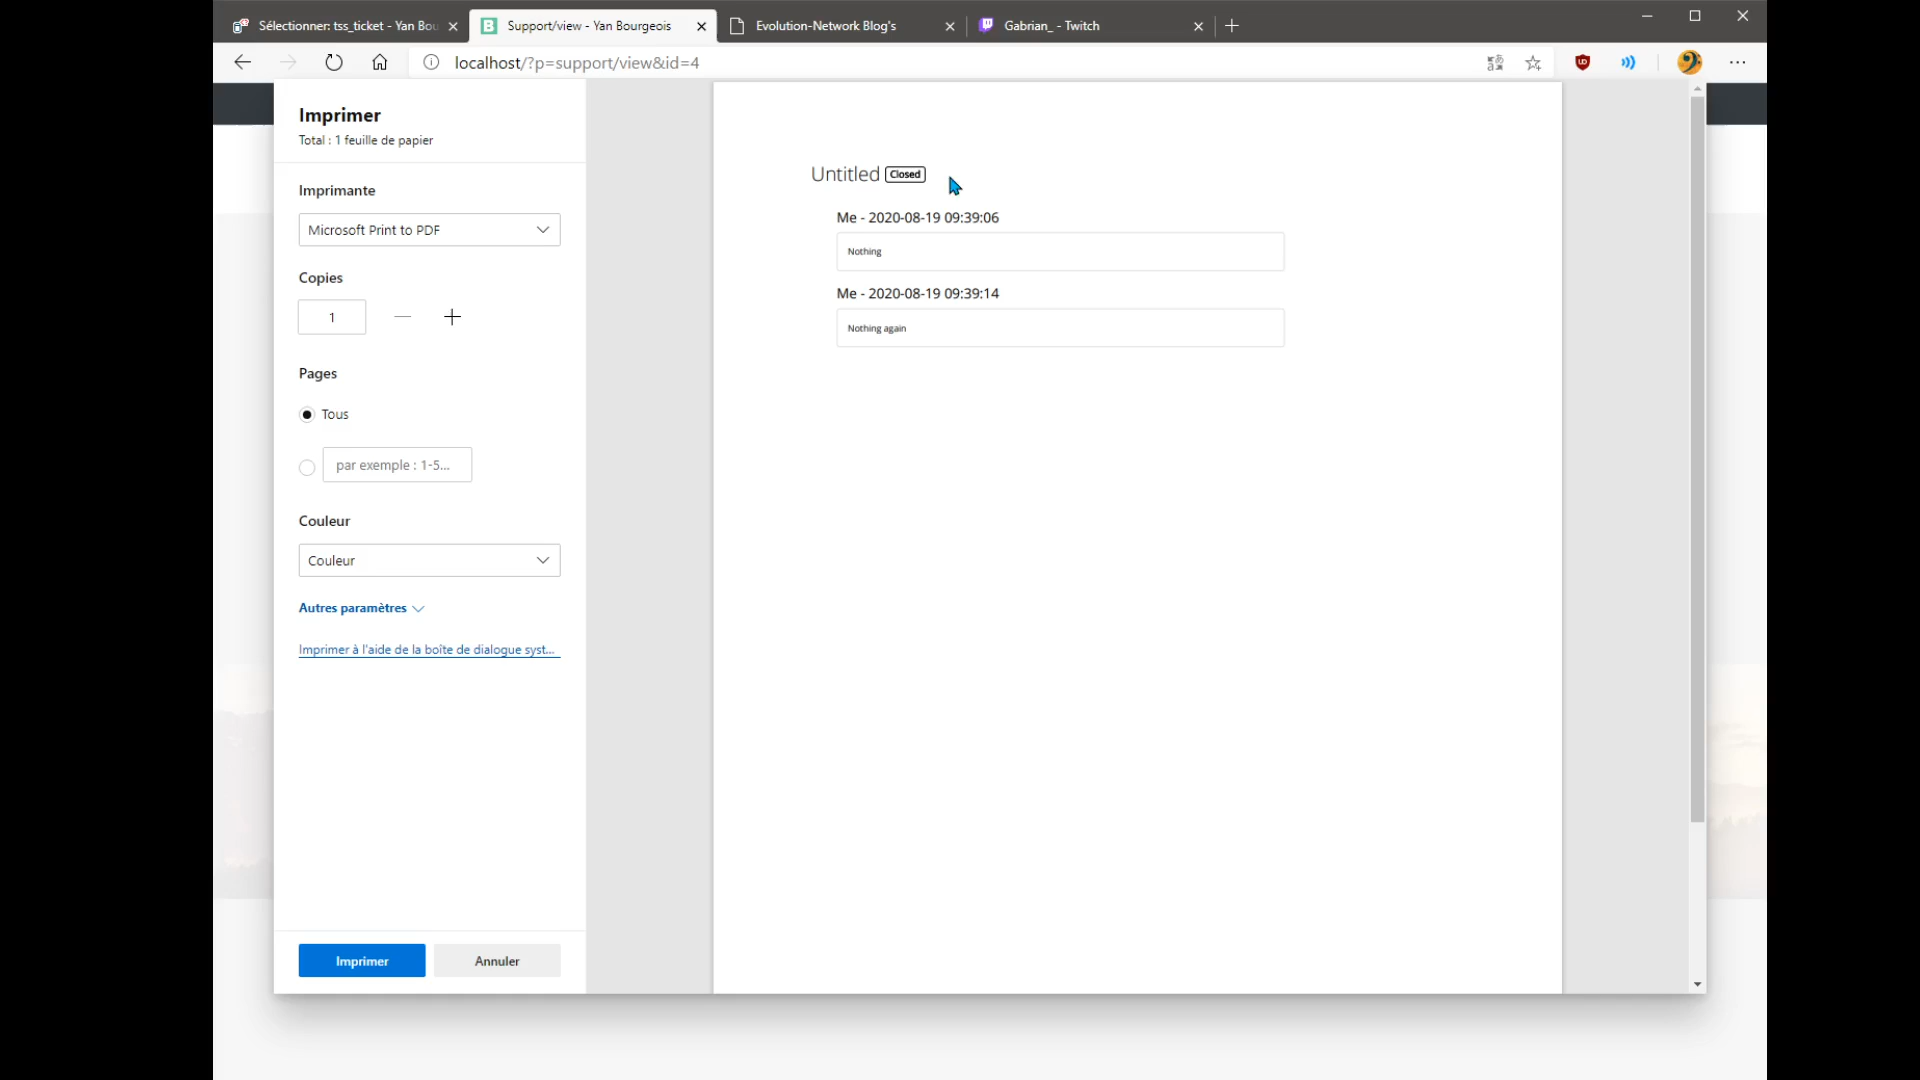 Sélectionner: tss_ticket - Yan Bou
Support/view - Yan Bourgeois
Evolution-Network Blog's
Gabrian_ - Twitch
localhost/?p=support/view&id=4
Imprimer
Total : 1 feuille de papier
Imprimante
Microsoft Print to PDF
Copies
1
Pages
Tous
par exemple : 1-5...
Couleur
Couleur
Autres paramètres
Imprimer à l'aide de la boîte de dialogue syst...
Imprimer
Annuler
Untitled Closed
Me - 2020-08-19 09:39:06
Nothing
Me - 2020-08-19 09:39:14
Nothing again